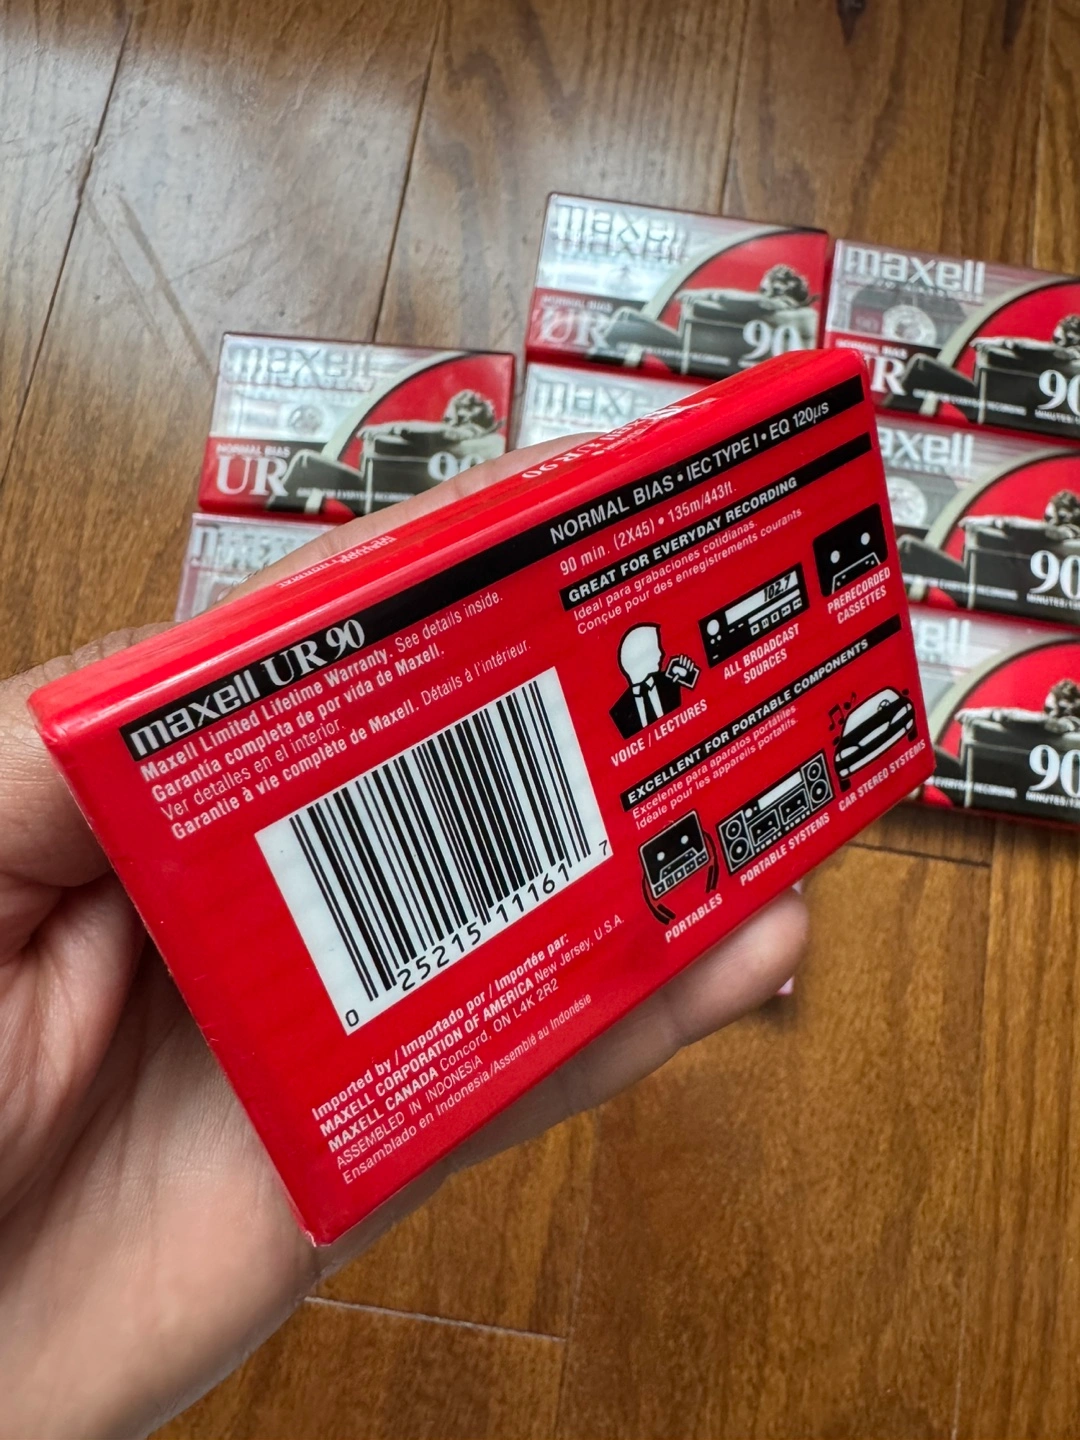 maxell
NORMAL BIAS
UR
90
maxell
90
maxell
NORMAL BIAS
UR
90
maxell
maxell
90
MINUTES
maxell
90
MINUTES
UR 90
maxell UR 90
NORMAL BIAS • IEC TYPE I • EQ 120µs
Maxell Limited Lifetime Warranty. See details inside.
Garantía completa de por vida de Maxell.
Ver detalles en el interior.
Garantie à vie complète de Maxell. Détails à l'intérieur.
0 25215 11161 7
Imported by / Importado por / Importée par:
MAXELL CORPORATION OF AMERICA New Jersey, U.S.A.
MAXELL CANADA Concord, ON L4K 2R2
ASSEMBLED IN INDONESIA
Ensamblado en Indonesia/Assemblé au Indonésie
90 min. (2X45) • 135m/443ft.
GREAT FOR EVERYDAY RECORDING
Ideal para grabaciones cotidianas.
Conçue pour des enregistrements courants
102.7
VOICE / LECTURES
ALL BROADCAST
SOURCES
PRERECORDED
CASSETTES
EXCELLENT FOR PORTABLE COMPONENTS
Excelente para aparatos portátiles.
Idéale pour les appareils portatifs.
PORTABLES
PORTABLE SYSTEMS
CAR STEREO SYSTEMS